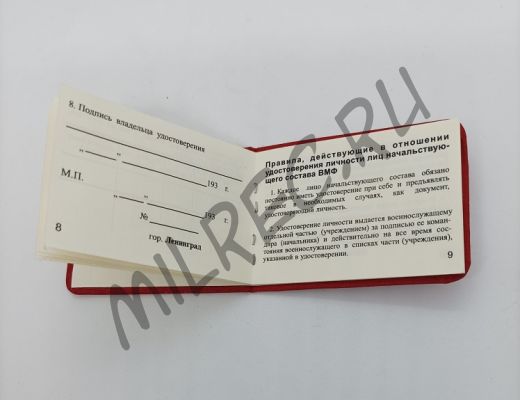 8. Подпись владельца удостоверения
„ „
193 г.
М.П.
„ „
№ 193 г.
8
гор. Ленинград
Правила, действующие в отношении
удостоверения личности лиц начальствую-
щего состава ВМФ
1. Каждое лицо начальствующего состава обязано
постоянно иметь удостоверение при себе и предъявлять
таковое в необходимых случаях, как документ,
удостоверяющий личность.
2. Удостоверение личности выдается военнослужащему
отдельной частью (учреждением) за подписью ее коман-
дира (начальника) и действительно на все время сос-
тояния военнослужащего в списках части (учреждения),
указанной в удостоверении.
9
MILREC.RU